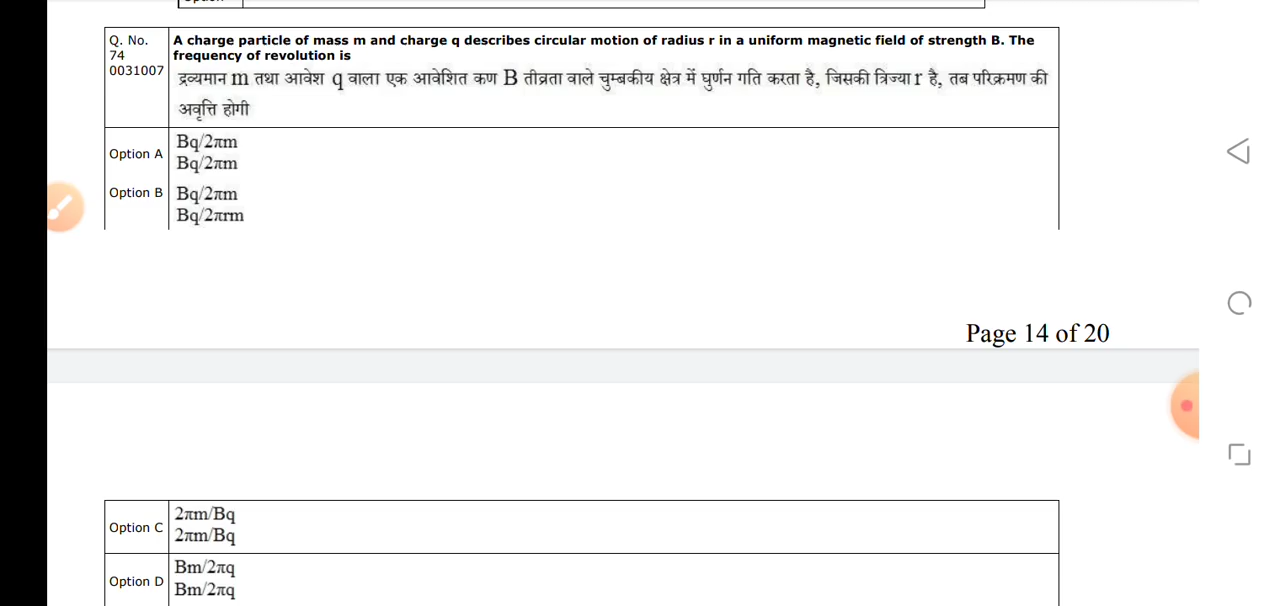 Q. No.
74
0031007
A charge particle of mass m and charge q describes circular motion of radius r in a uniform magnetic field of strength B. The
frequency of revolution is
द्रव्यमान m तथा आवेश q वाला एक आवेशित कण B तीव्रता वाले चुम्बकीय क्षेत्र में घुर्णन गति करता है, जिसकी त्रिज्या r है, तब परिक्रमण की
अवृत्ति होगी
Option A
Bq/2πm
Bq/2πm
Option B
Bq/2πm
Bq/2πrm
Page 14 of 20
Option C
2πm/Bq
2πm/Bq
Option D
Bm/2πq
Bm/2πq